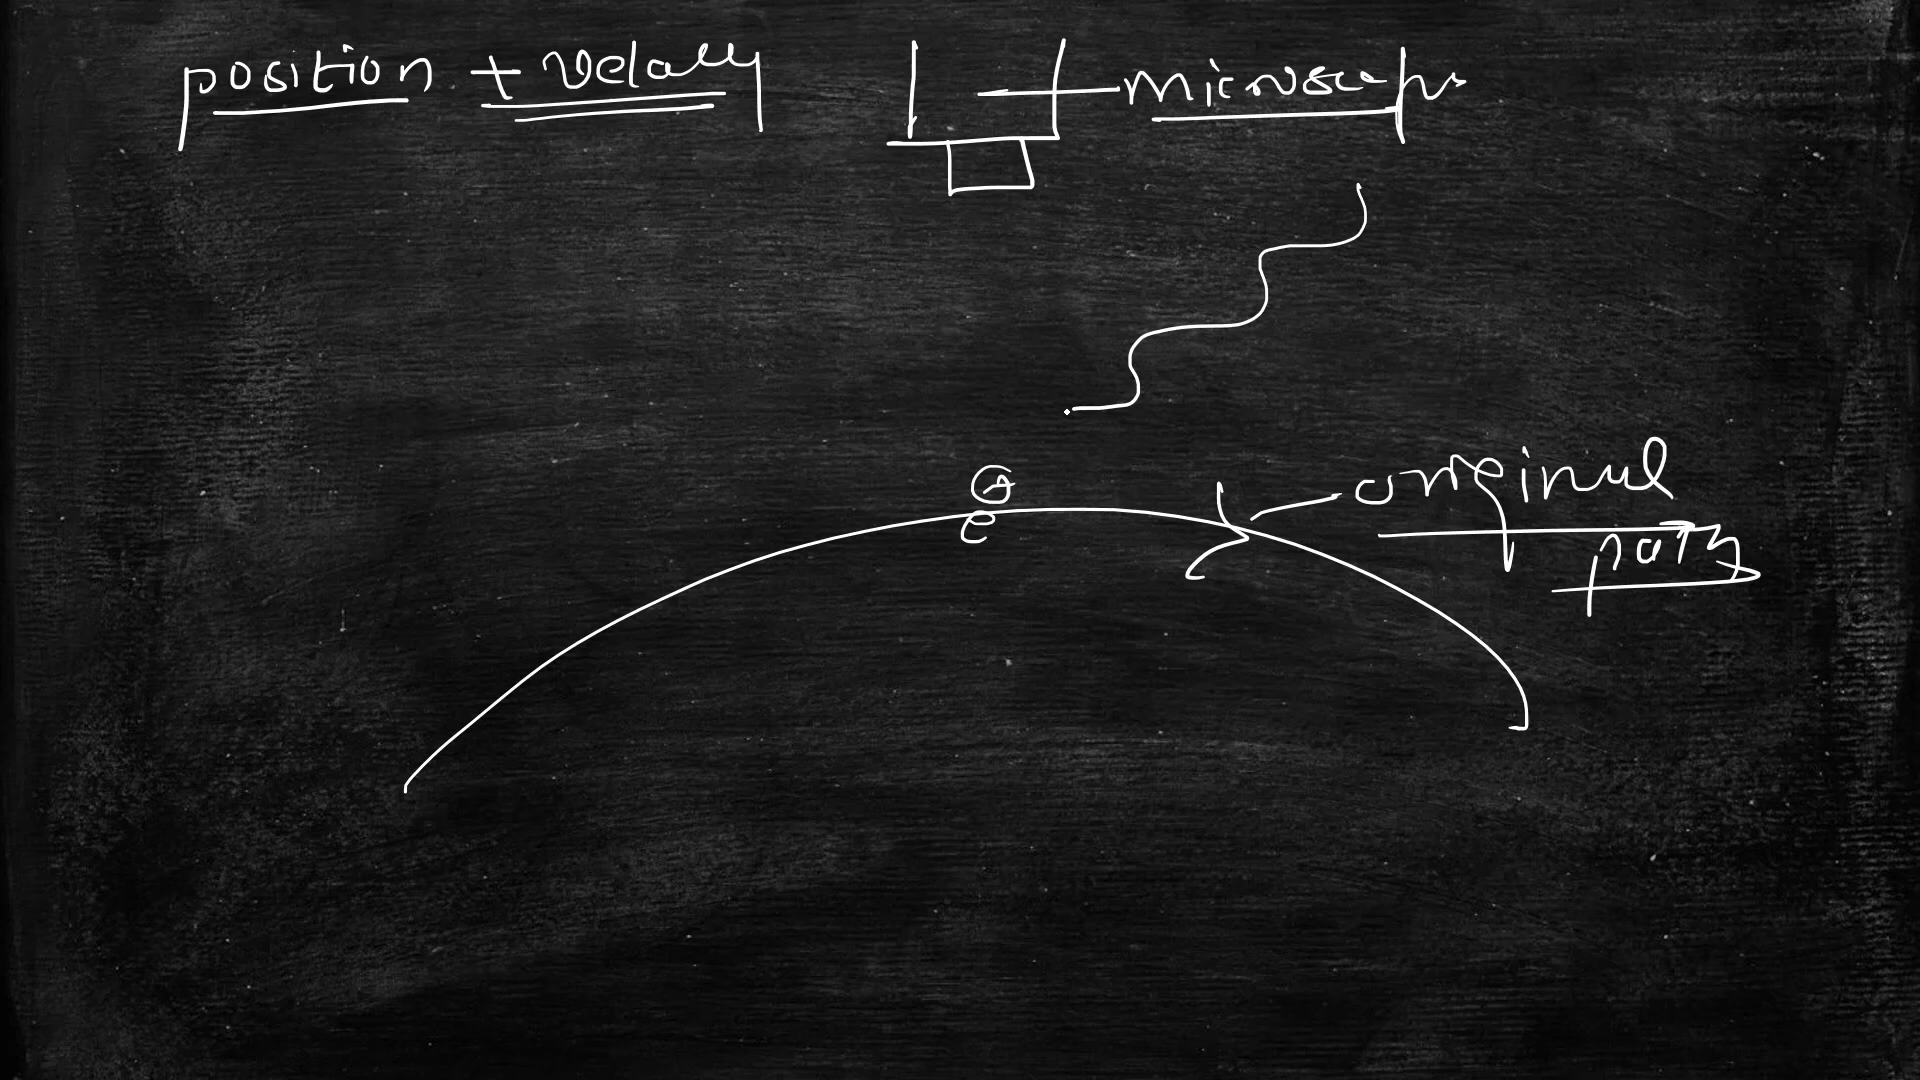 position + velocity microscope
e
original
path